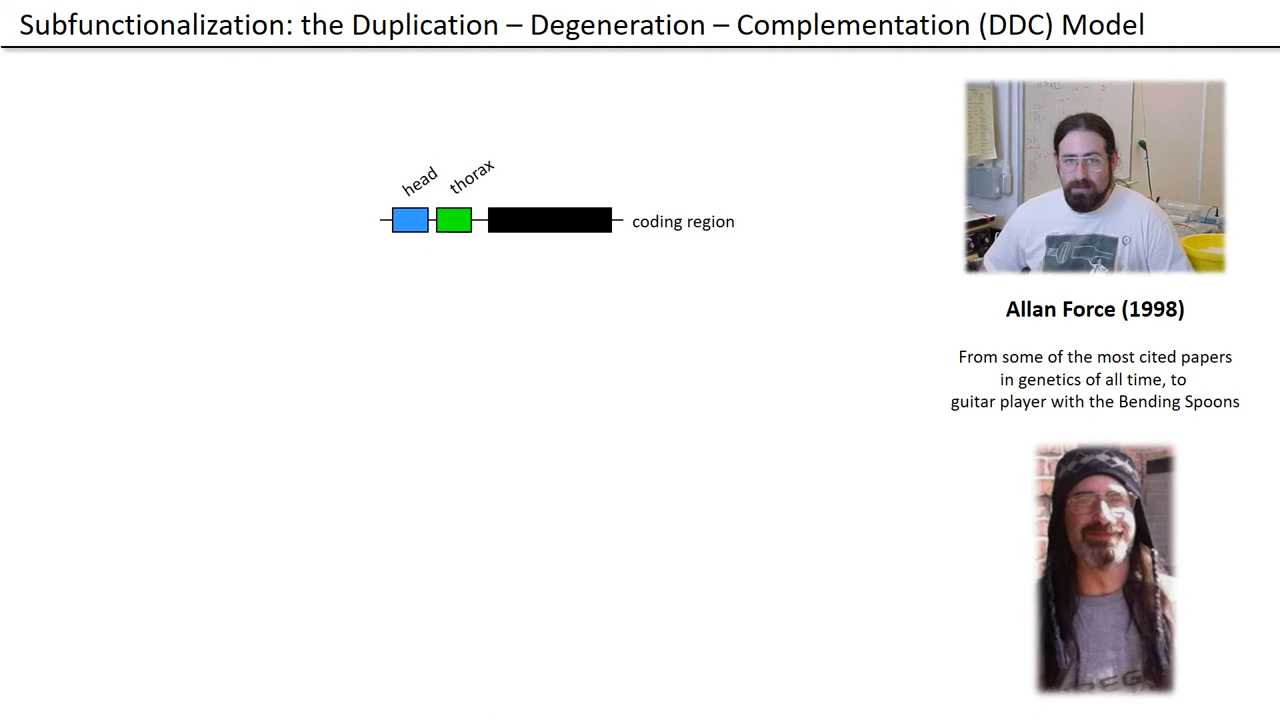 Subfunctionalization: the Duplication – Degeneration – Complementation (DDC) Model
head
thorax
coding region
Allan Force (1998)
From some of the most cited papers
in genetics of all time, to
guitar player with the Bending Spoons